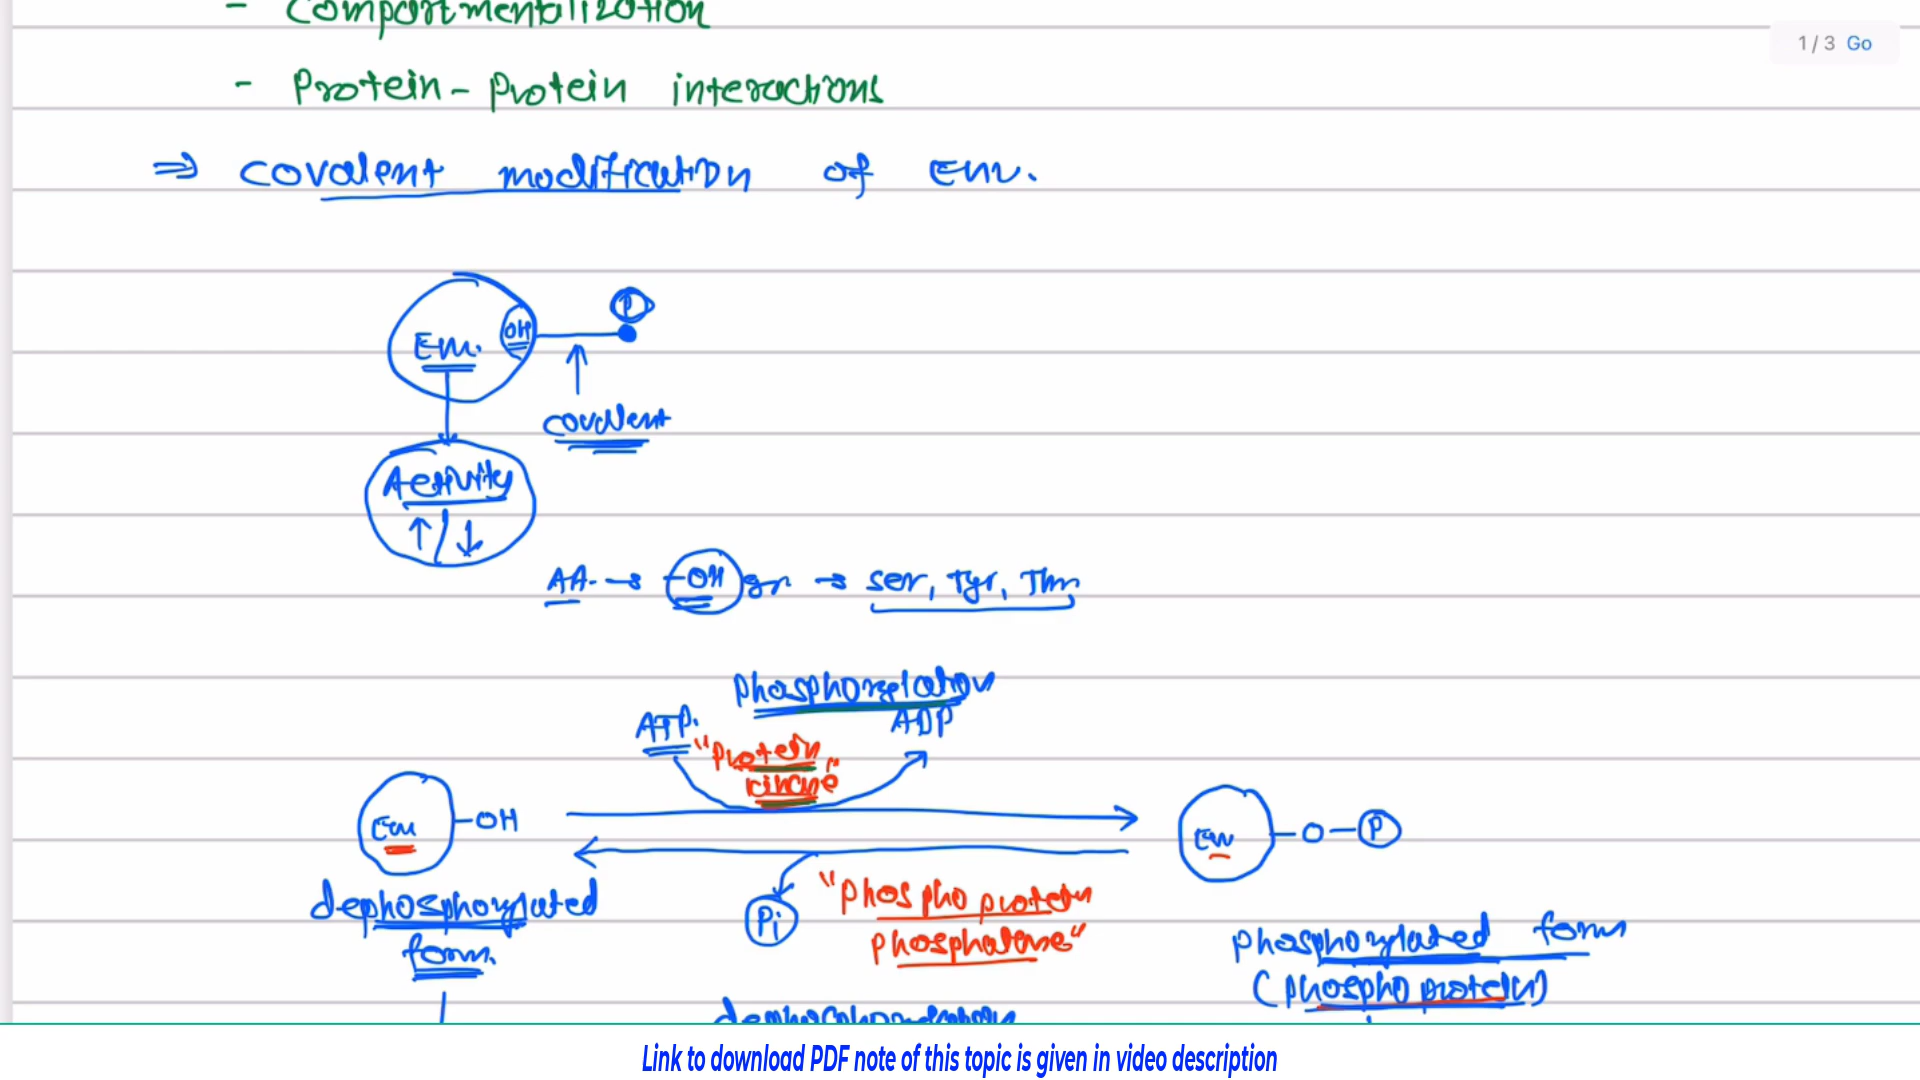 - Compartmentalization
1 / 3 Go
- Protein - Protein interactions
⇒ covalent modification of Enz.
P
OH
Enz.
covalent
Activity
↑ / ↓
AA. → -OH gr → ser, Tyr, Thr
phosphorylation
ATP. ADP
"Protein
kinase"
Enz -OH
Enz -O-P
dephosphorylated
form.
Pi
"Phospho protein
phosphatase"
phosphorylated form
(phospho protein)
dephosphorylation
Link to download PDF note of this topic is given in video description